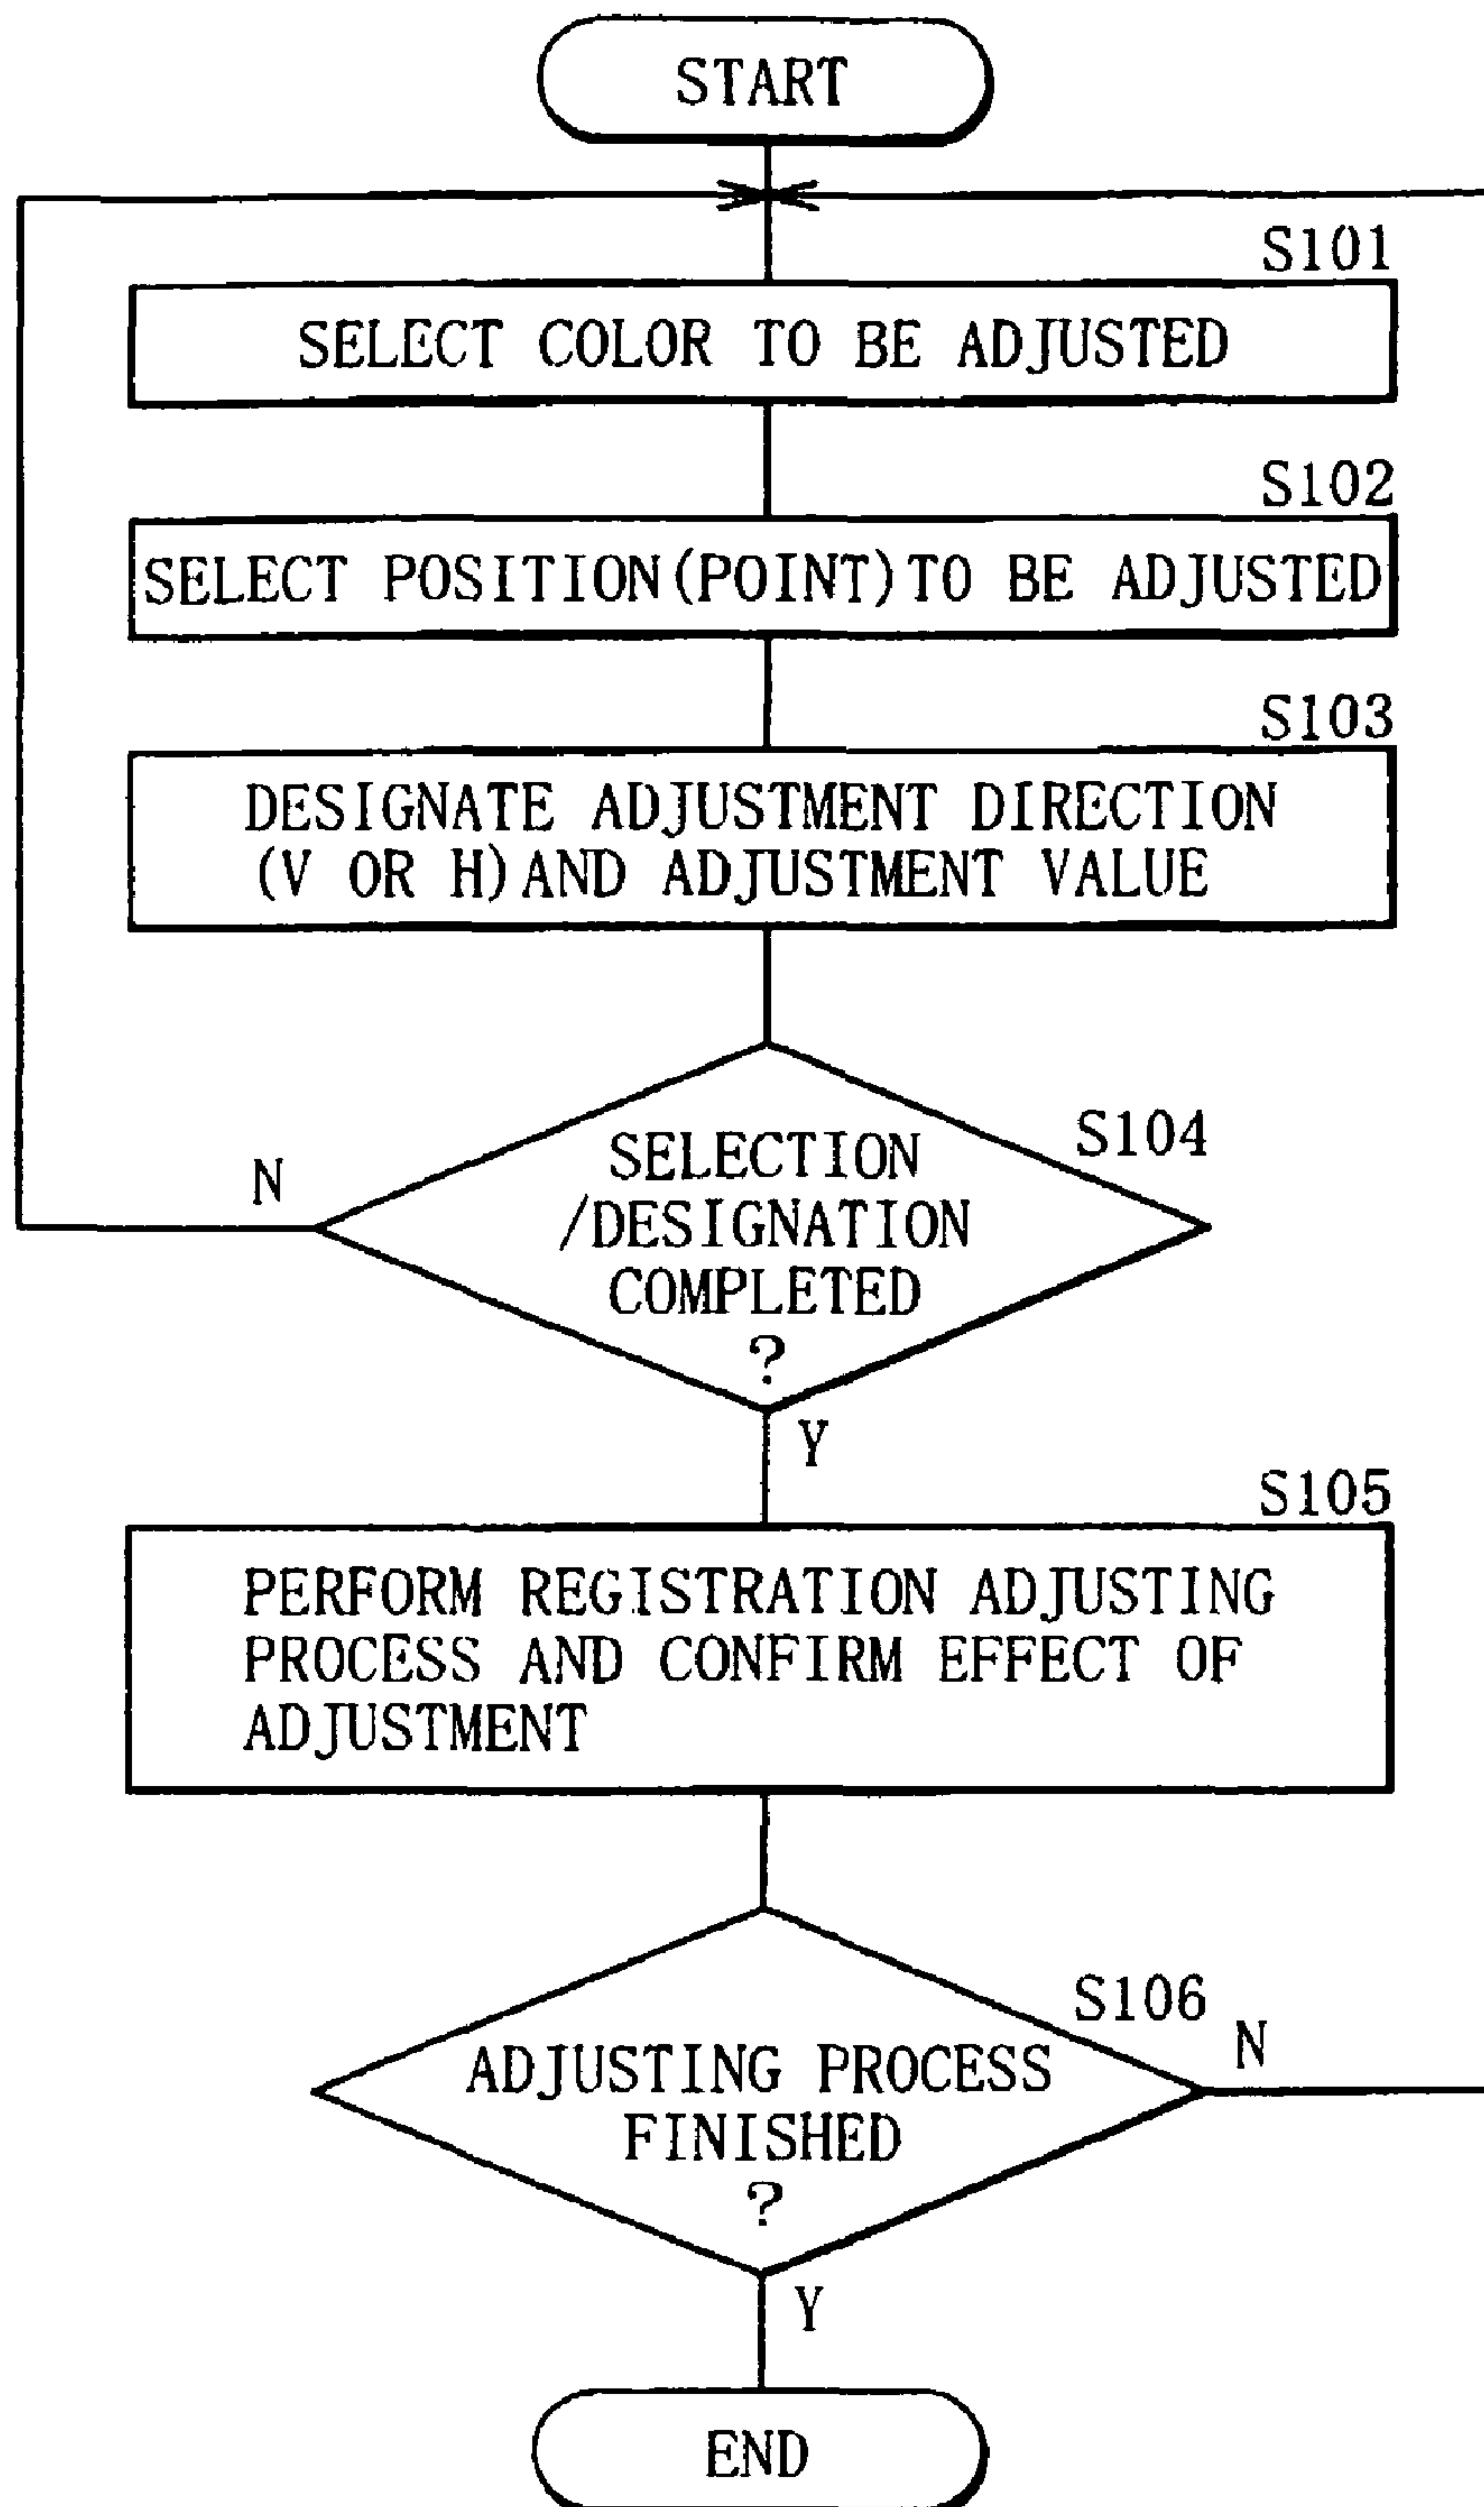 START
S101
SELECT COLOR TO BE ADJUSTED
S102
SELECT POSITION(POINT)TO BE ADJUSTED
S103
DESIGNATE ADJUSTMENT DIRECTION
(V OR H)AND ADJUSTMENT VALUE
S104
N
SELECTION
/DESIGNATION
COMPLETED
?
Y
S105
PERFORM REGISTRATION ADJUSTING
PROCESS AND CONFIRM EFFECT OF
ADJUSTMENT
S106
N
ADJUSTING PROCESS
FINISHED
?
Y
END